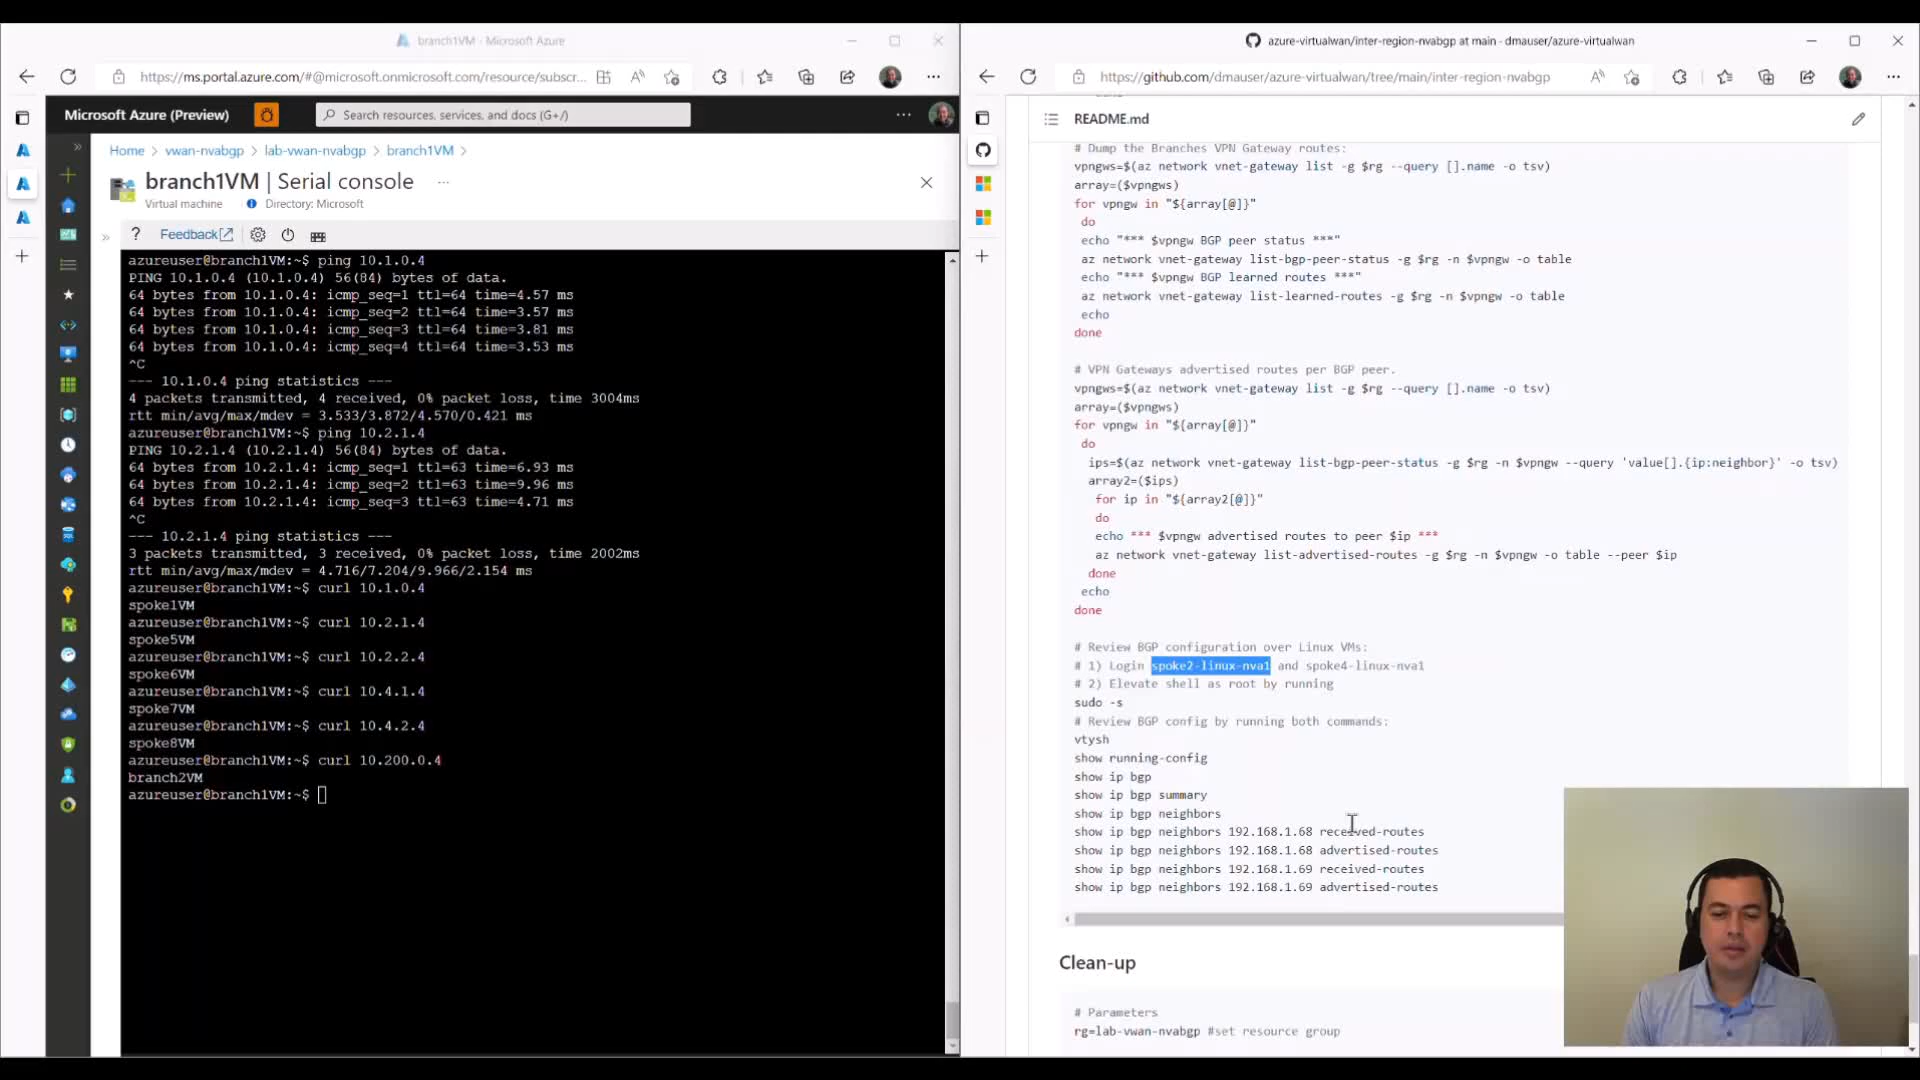 branch1VM - Microsoft Azure
https://ms.portal.azure.com/#@microsoft.onmicrosoft.com/resource/subscr...
Microsoft Azure (Preview)
Search resources, services, and docs (G+/)
Home > vwan-nvabgp > lab-vwan-nvabgp > branch1VM >
branch1VM | Serial console
Virtual machine
Directory: Microsoft
? Feedback
azureuser@branch1VM:~$ ping 10.1.0.4
PING 10.1.0.4 (10.1.0.4) 56(84) bytes of data.
64 bytes from 10.1.0.4: icmp_seq=1 ttl=64 time=4.57 ms
64 bytes from 10.1.0.4: icmp_seq=2 ttl=64 time=3.57 ms
64 bytes from 10.1.0.4: icmp_seq=3 ttl=64 time=3.81 ms
64 bytes from 10.1.0.4: icmp_seq=4 ttl=64 time=3.53 ms
^C
--- 10.1.0.4 ping statistics ---
4 packets transmitted, 4 received, 0% packet loss, time 3004ms
rtt min/avg/max/mdev = 3.533/3.872/4.570/0.421 ms
azureuser@branch1VM:~$ ping 10.2.1.4
PING 10.2.1.4 (10.2.1.4) 56(84) bytes of data.
64 bytes from 10.2.1.4: icmp_seq=1 ttl=63 time=6.93 ms
64 bytes from 10.2.1.4: icmp_seq=2 ttl=63 time=9.96 ms
64 bytes from 10.2.1.4: icmp_seq=3 ttl=63 time=4.71 ms
^C
--- 10.2.1.4 ping statistics ---
3 packets transmitted, 3 received, 0% packet loss, time 2002ms
rtt min/avg/max/mdev = 4.716/7.204/9.966/2.154 ms
azureuser@branch1VM:~$ curl 10.1.0.4
spoke1VM
azureuser@branch1VM:~$ curl 10.2.1.4
spoke5VM
azureuser@branch1VM:~$ curl 10.2.2.4
spoke6VM
azureuser@branch1VM:~$ curl 10.4.1.4
spoke7VM
azureuser@branch1VM:~$ curl 10.4.2.4
spoke8VM
azureuser@branch1VM:~$ curl 10.200.0.4
branch2VM
azureuser@branch1VM:~$
azure-virtualwan/inter-region-nvabgp at main - dmauser/azure-virtualwan
https://github.com/dmauser/azure-virtualwan/tree/main/inter-region-nvabgp
README.md
# Dump the Branches VPN Gateway routes:
vpngws=$(az network vnet-gateway list -g $rg --query [].name -o tsv)
array=($vpngws)
for vpngw in "${array[@]}"
do
echo "*** $vpngw BGP peer status ***"
az network vnet-gateway list-bgp-peer-status -g $rg -n $vpngw -o table
echo "*** $vpngw BGP learned routes ***"
az network vnet-gateway list-learned-routes -g $rg -n $vpngw -o table
echo
done
# VPN Gateways advertised routes per BGP peer.
vpngws=$(az network vnet-gateway list -g $rg --query [].name -o tsv)
array=($vpngws)
for vpngw in "${array[@]}"
do
ips=$(az network vnet-gateway list-bgp-peer-status -g $rg -n $vpngw --query 'value[].{ip:neighbor}' -o tsv)
array2=($ips)
for ip in "${array2[@]}"
do
echo *** $vpngw advertised routes to peer $ip ***
az network vnet-gateway list-advertised-routes -g $rg -n $vpngw -o table --peer $ip
done
echo
done
# Review BGP configuration over Linux VMs:
# 1) Login spoke2-linux-nva1 and spoke4-linux-nva1
# 2) Elevate shell as root by running
sudo -s
# Review BGP config by running both commands:
vtysh
show running-config
show ip bgp
show ip bgp summary
show ip bgp neighbors
show ip bgp neighbors 192.168.1.68 received-routes
show ip bgp neighbors 192.168.1.68 advertised-routes
show ip bgp neighbors 192.168.1.69 received-routes
show ip bgp neighbors 192.168.1.69 advertised-routes
Clean-up
# Parameters
rg=lab-vwan-nvabgp #set resource group